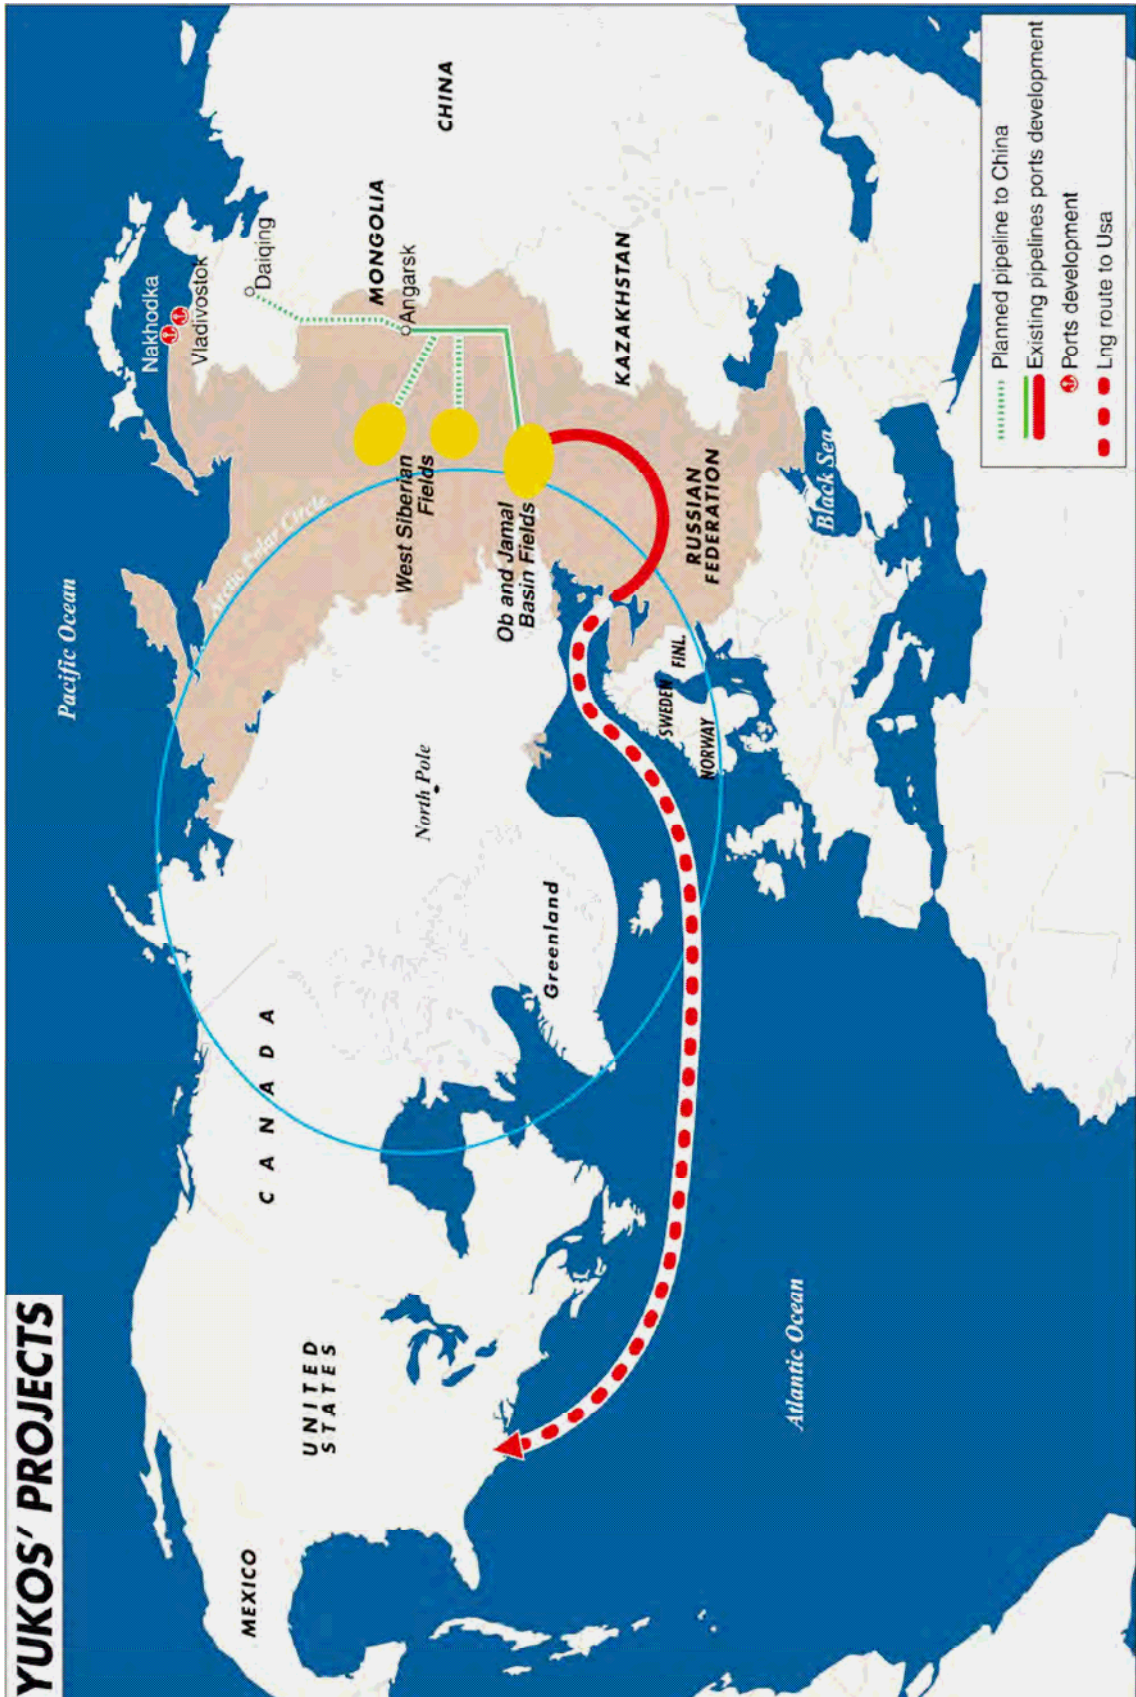 YUKOS' PROJECTS
Pacific Ocean
Arctic Polar Circle
Nakhodka
Vladivostok
Daiqing
MONGOLIA
Angarsk
CHINA
KAZAKHSTAN
West Siberian
Fields
Ob and Jamal
Basin Fields
RUSSIAN
FEDERATION
Black Sea
North Pole
SWEDEN
FINL.
NORWAY
Greenland
CANADA
UNITED
STATES
MEXICO
Atlantic Ocean
Planned pipeline to China
Existing pipelines ports development
Ports development
Lng route to Usa